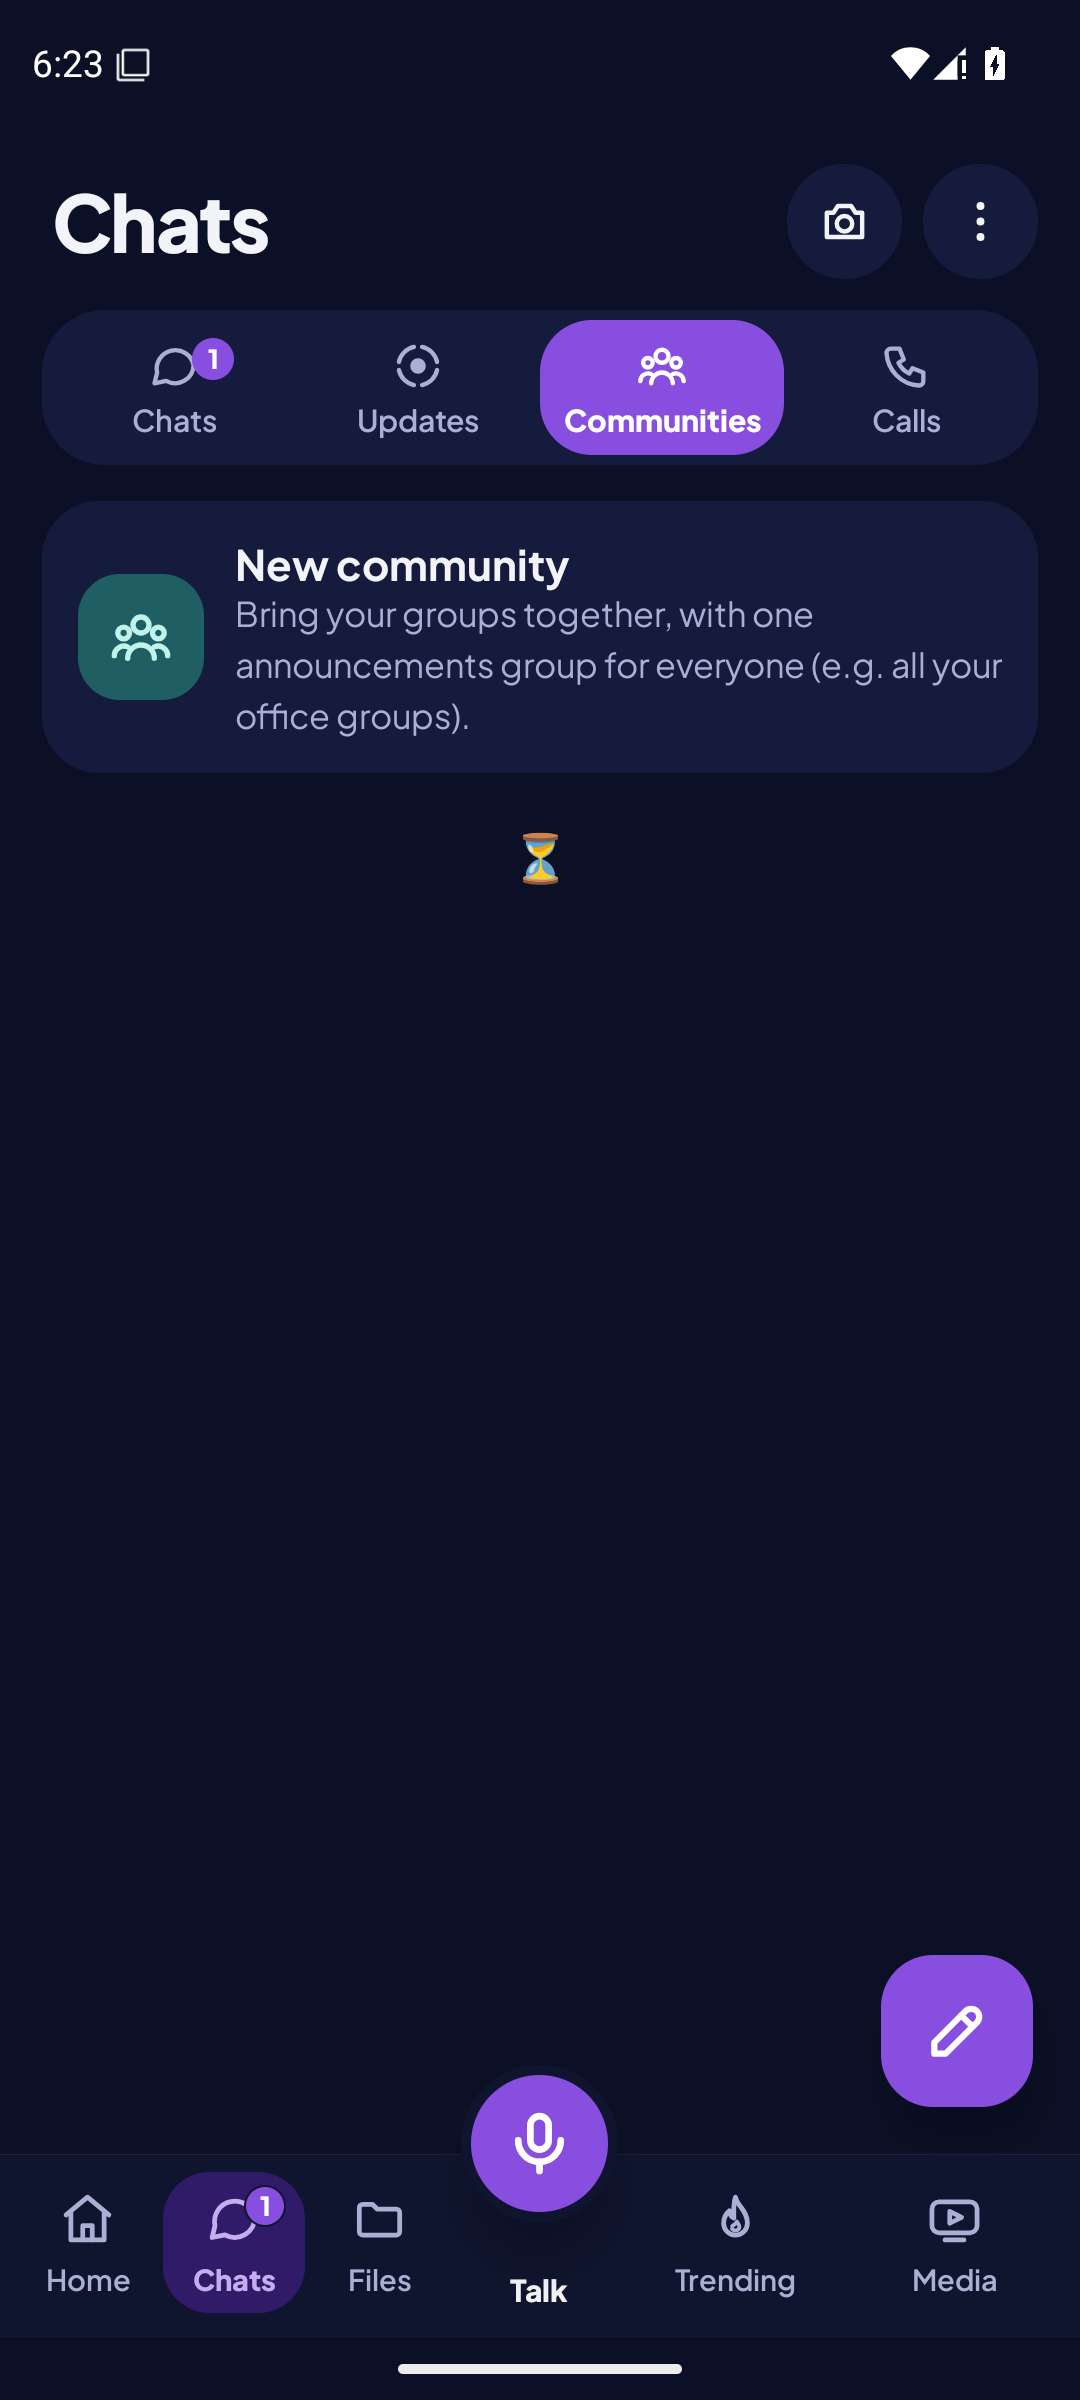 6:23
Chats
1
Chats
Updates
Communities
Calls
New community
Bring your groups together, with one
announcements group for everyone (e.g. all your
office groups).
1
Home
Chats
Files
Talk
Trending
Media